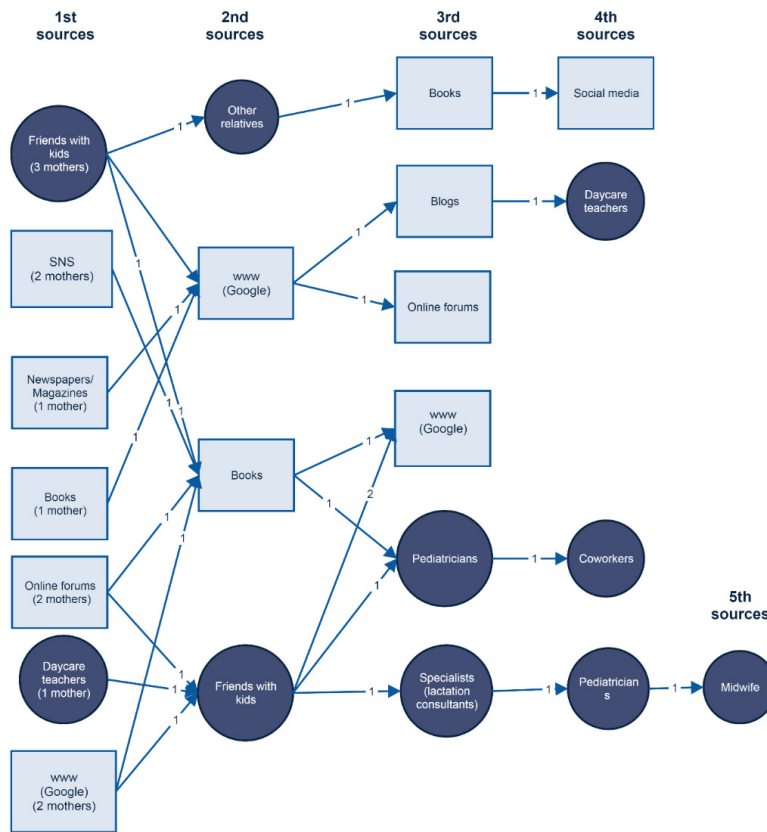 1st
sources
2nd
sources
3rd
sources
4th
sources
Friends with
kids
(3 mothers)
1
Other
relatives
1
Books
1
Social media
SNS
(2 mothers)
1
1
www
(Google)
1
Blogs
1
Daycare
teachers
1
Online forums
Newspapers/
Magazines
(1 mother)
1
1
1
Books
(1 mother)
1
Books
1
www
(Google)
1
2
Online forums
(2 mothers)
1
1
Pediatricians
1
Coworkers
1
Daycare
teachers
(1 mother)
1
Friends with
kids
1
Specialists
(lactation
consultants)
1
Pediatrician
s
1
5th
sources
Midwife
www
(Google)
(2 mothers)
1
1